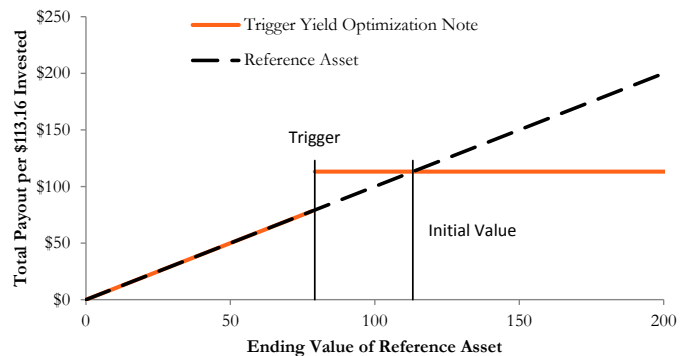 $250
$200
$150
$100
$50
$0
Total Payout per $113.16 Invested
Trigger Yield Optimization Note
Reference Asset
Trigger
Initial Value
0
50
100
150
200
Ending Value of Reference Asset